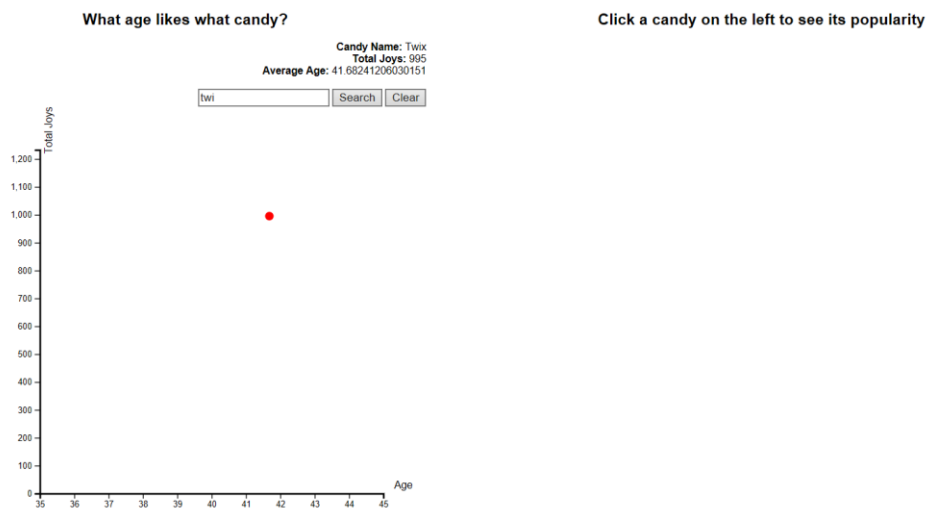 What age likes what candy?
Click a candy on the left to see its popularity
Candy Name: Twix
Total Joys: 995
Average Age: 41.68241206030151
twi Search Clear
Total Joys
1,200
1,100
1,000
900
800
700
600
500
400
300
200
100
0
Age
35 36 37 38 39 40 41 42 43 44 45